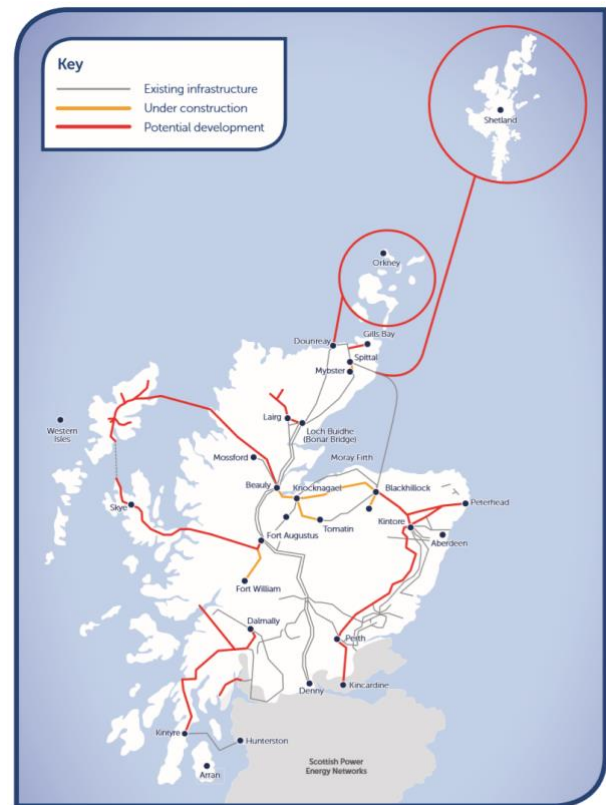 Key
Existing infrastructure
Under construction
Potential development
Shetland
Orkney
Gills Bay
Dounreay
Spittal
Mybster
Lairg
Loch Buidhe
(Bonar Bridge)
Western
Isles
Mossford
Moray Firth
Beauly
Knocknagael
Blackhillock
Peterhead
Skye
Kintore
Tomatin
Fort Augustus
Aberdeen
Fort William
Dalmally
Perth
Denny
Kincardine
Kintyre
Hunterston
Arran
Scottish Power
Energy Networks